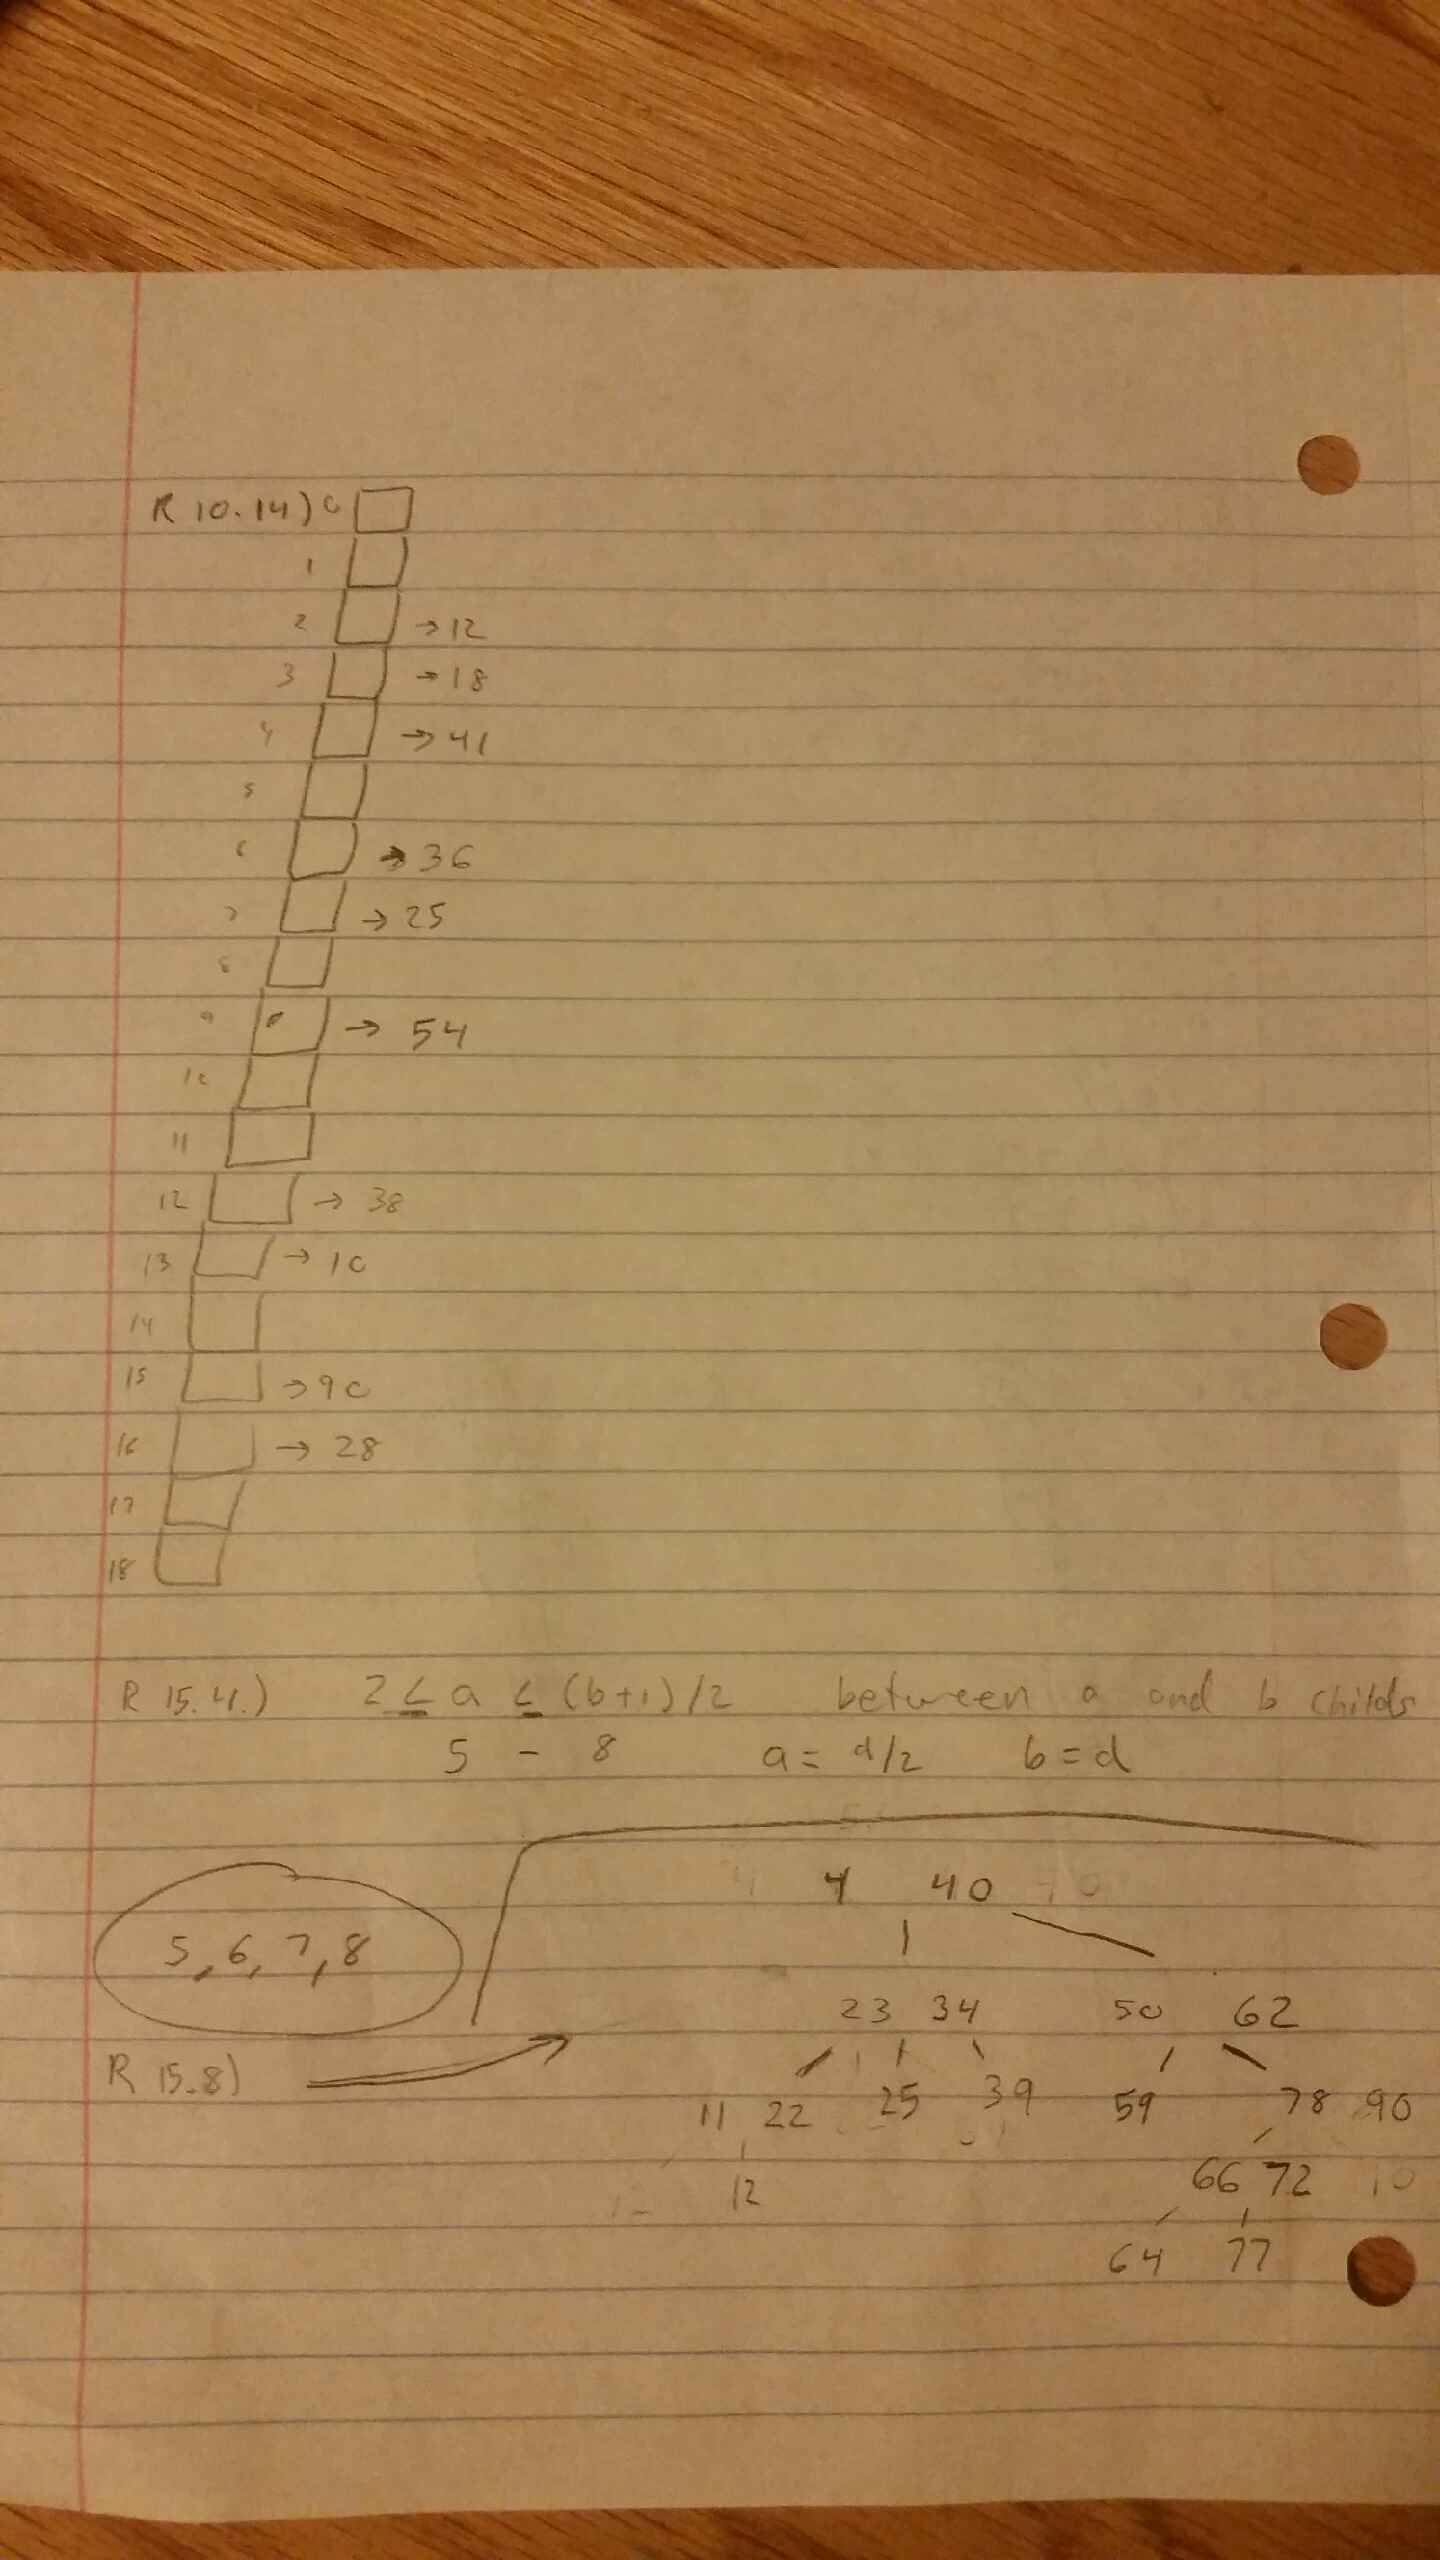 R 10.14) 0
1
2 → 12
3 → 18
4 → 41
5
6 → 36
7 → 25
8
9 → 54
10
11
12 → 38
13 → 10
14
15 → 90
16 → 28
17
18
R 15.4.) 2 ≤ a ≤ (b+1)/2 between a and b childs
5 - 8 a = d/2 b = d
5, 6, 7, 8
R 15.8)
4 40
23 34 50 62
11 22 25 39 59 78 90
12 66 72
64 77